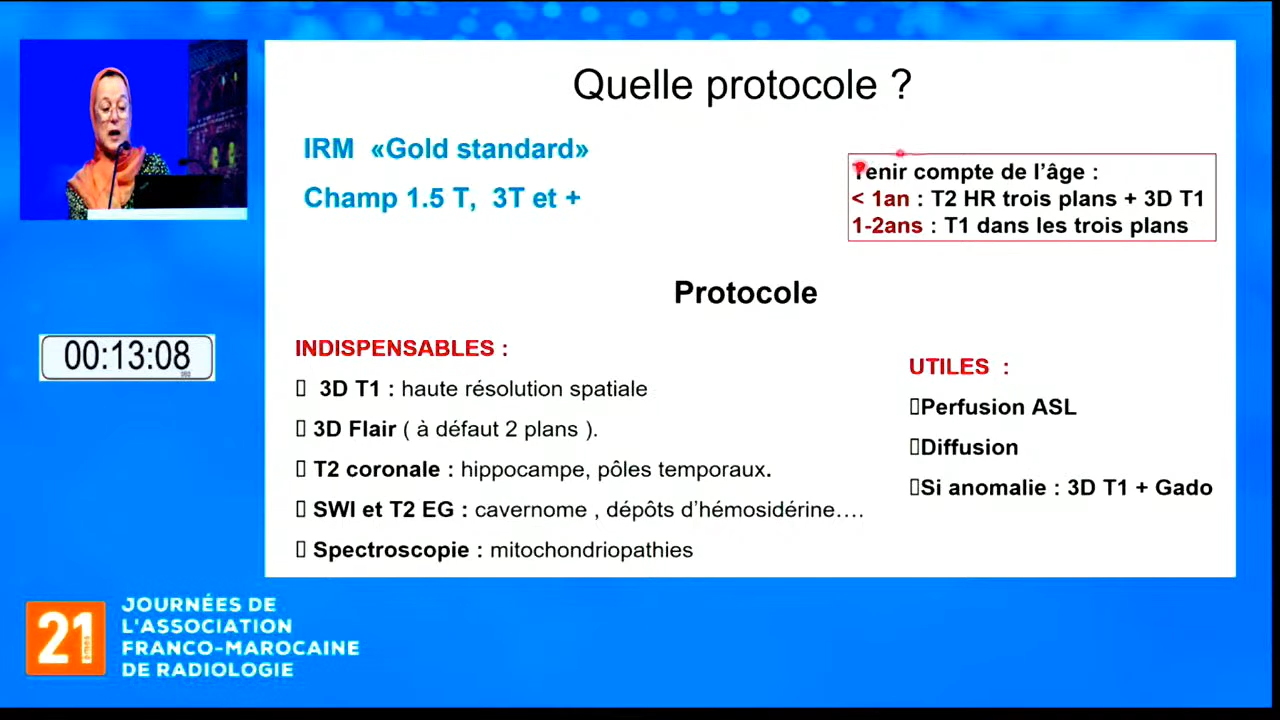 Quelle protocole ?
IRM «Gold standard»
Champ 1.5 T, 3T et +
Tenir compte de l'âge :
< 1an : T2 HR trois plans + 3D T1
1-2ans : T1 dans les trois plans
Protocole
INDISPENSABLES :
3D T1 : haute résolution spatiale
3D Flair ( à défaut 2 plans ).
T2 coronale : hippocampe, pôles temporaux.
SWI et T2 EG : cavernome , dépôts d'hémosidérine….
Spectroscopie : mitochondriopathies
UTILES :
Perfusion ASL
Diffusion
Si anomalie : 3D T1 + Gado
00:13:08
21
èmes
JOURNÉES DE
L'ASSOCIATION
FRANCO-MAROCAINE
DE RADIOLOGIE